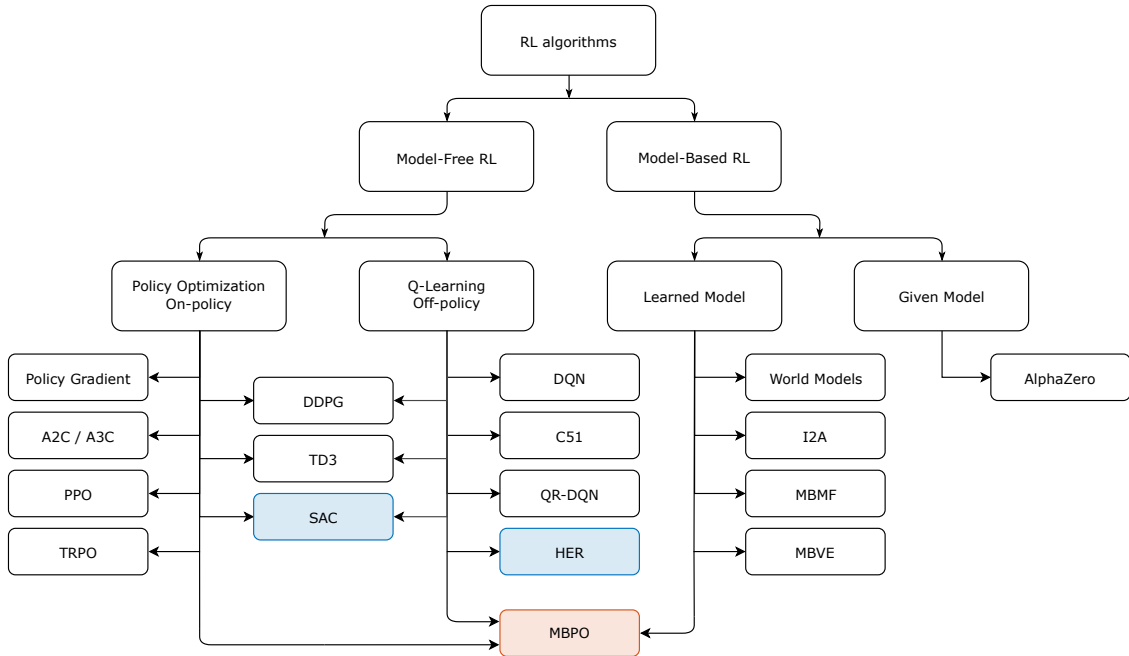 RL algorithms
Model-Free RL
Model-Based RL
Policy Optimization
On-policy
Q-Learning
Off-policy
Learned Model
Given Model
Policy Gradient
DDPG
DQN
World Models
AlphaZero
A2C / A3C
TD3
C51
I2A
PPO
SAC
QR-DQN
MBMF
TRPO
HER
MBVE
MBPO